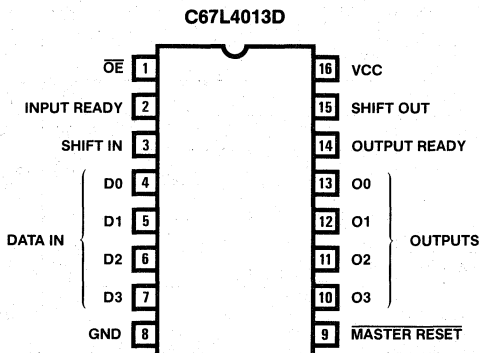 C67L4013D
OE 1 16 VCC
INPUT READY 2 15 SHIFT OUT
SHIFT IN 3 14 OUTPUT READY
D0 4 13 O0
D1 5 12 O1
DATA IN OUTPUTS
D2 6 11 O2
D3 7 10 O3
GND 8 9 MASTER RESET